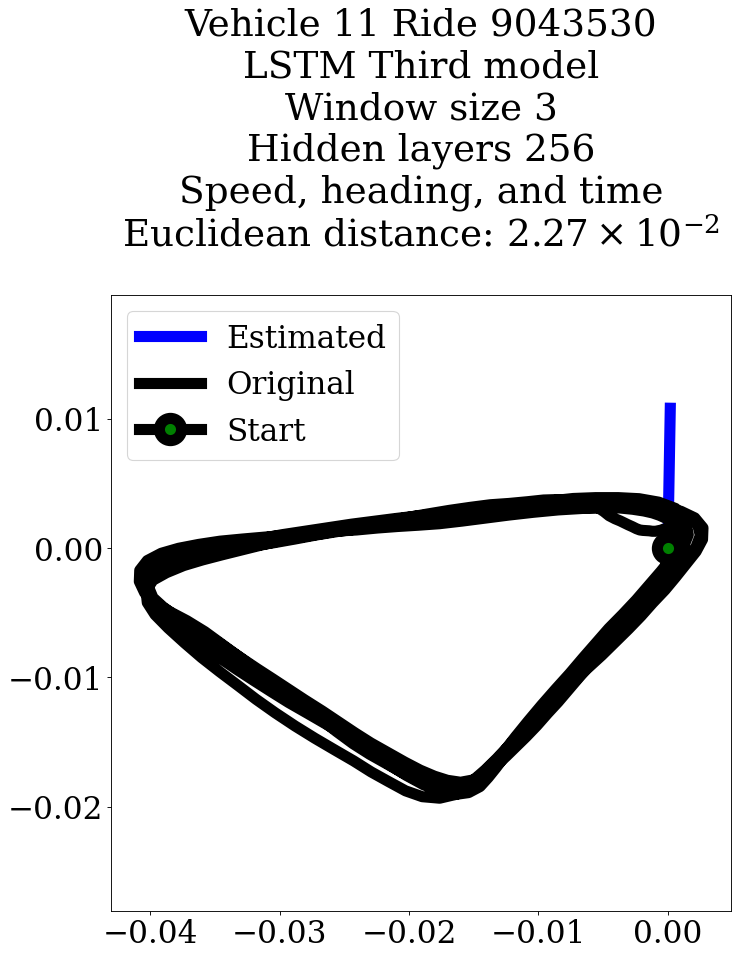 Vehicle 11 Ride 9043530
LSTM Third model
Window size 3
Hidden layers 256
Speed, heading, and time
Euclidean distance: 2.27 × 10⁻²
Estimated
Original
Start
0.01
0.00
−0.01
−0.02
−0.04 −0.03 −0.02 −0.01 0.00